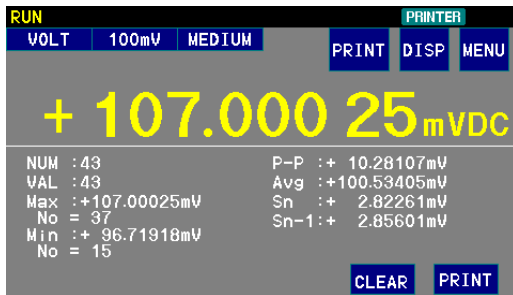 RUN PRINTER
VOLT 100mV MEDIUM PRINT DISP MENU
+ 107.000 25 mVDC
NUM :43 P-P :+ 10.28107mV
VAL :43 Avg :+100.53405mV
Max :+107.00025mV Sn :+ 2.82261mV
No = 37 Sn-1:+ 2.85601mV
Min :+ 96.71918mV
No = 15
CLEAR PRINT